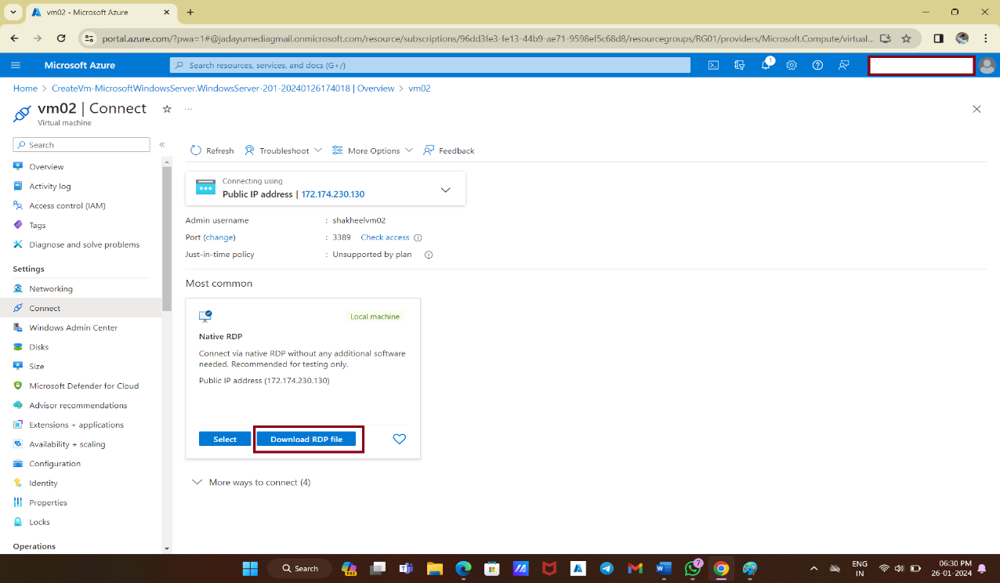 vm02 - Microsoft Azure
portal.azure.com/?pwa=1#@jadayumediagmail.onmicrosoft.com/resource/subscriptions/96dd3fe3-fe13-44b9-ae71-9598ef5c68d8/resourcegroups/RG01/providers/Microsoft.Compute/virtual...
Microsoft Azure
Search resources, services, and docs (G+/)
1
Home > CreateVm-MicrosoftWindowsServer.WindowsServer-201-20240126174018 | Overview > vm02
vm02 | Connect ...
Virtual machine
Search
Refresh Troubleshoot More Options Feedback
Overview
Activity log
Access control (IAM)
Tags
Diagnose and solve problems
Settings
Networking
Connect
Windows Admin Center
Disks
Size
Microsoft Defender for Cloud
Advisor recommendations
Extensions + applications
Availability + scaling
Configuration
Identity
Properties
Locks
Operations
Connecting using
Public IP address | 172.174.230.130
Admin username : shakheelvm02
Port (change) : 3389 Check access
Just-in-time policy : Unsupported by plan
Most common
Local machine
Native RDP
Connect via native RDP without any additional software
needed. Recommended for testing only.
Public IP address (172.174.230.130)
Select Download RDP file
More ways to connect (4)
Search
PRE
7
ENG
IN
06:30 PM
26-01-2024